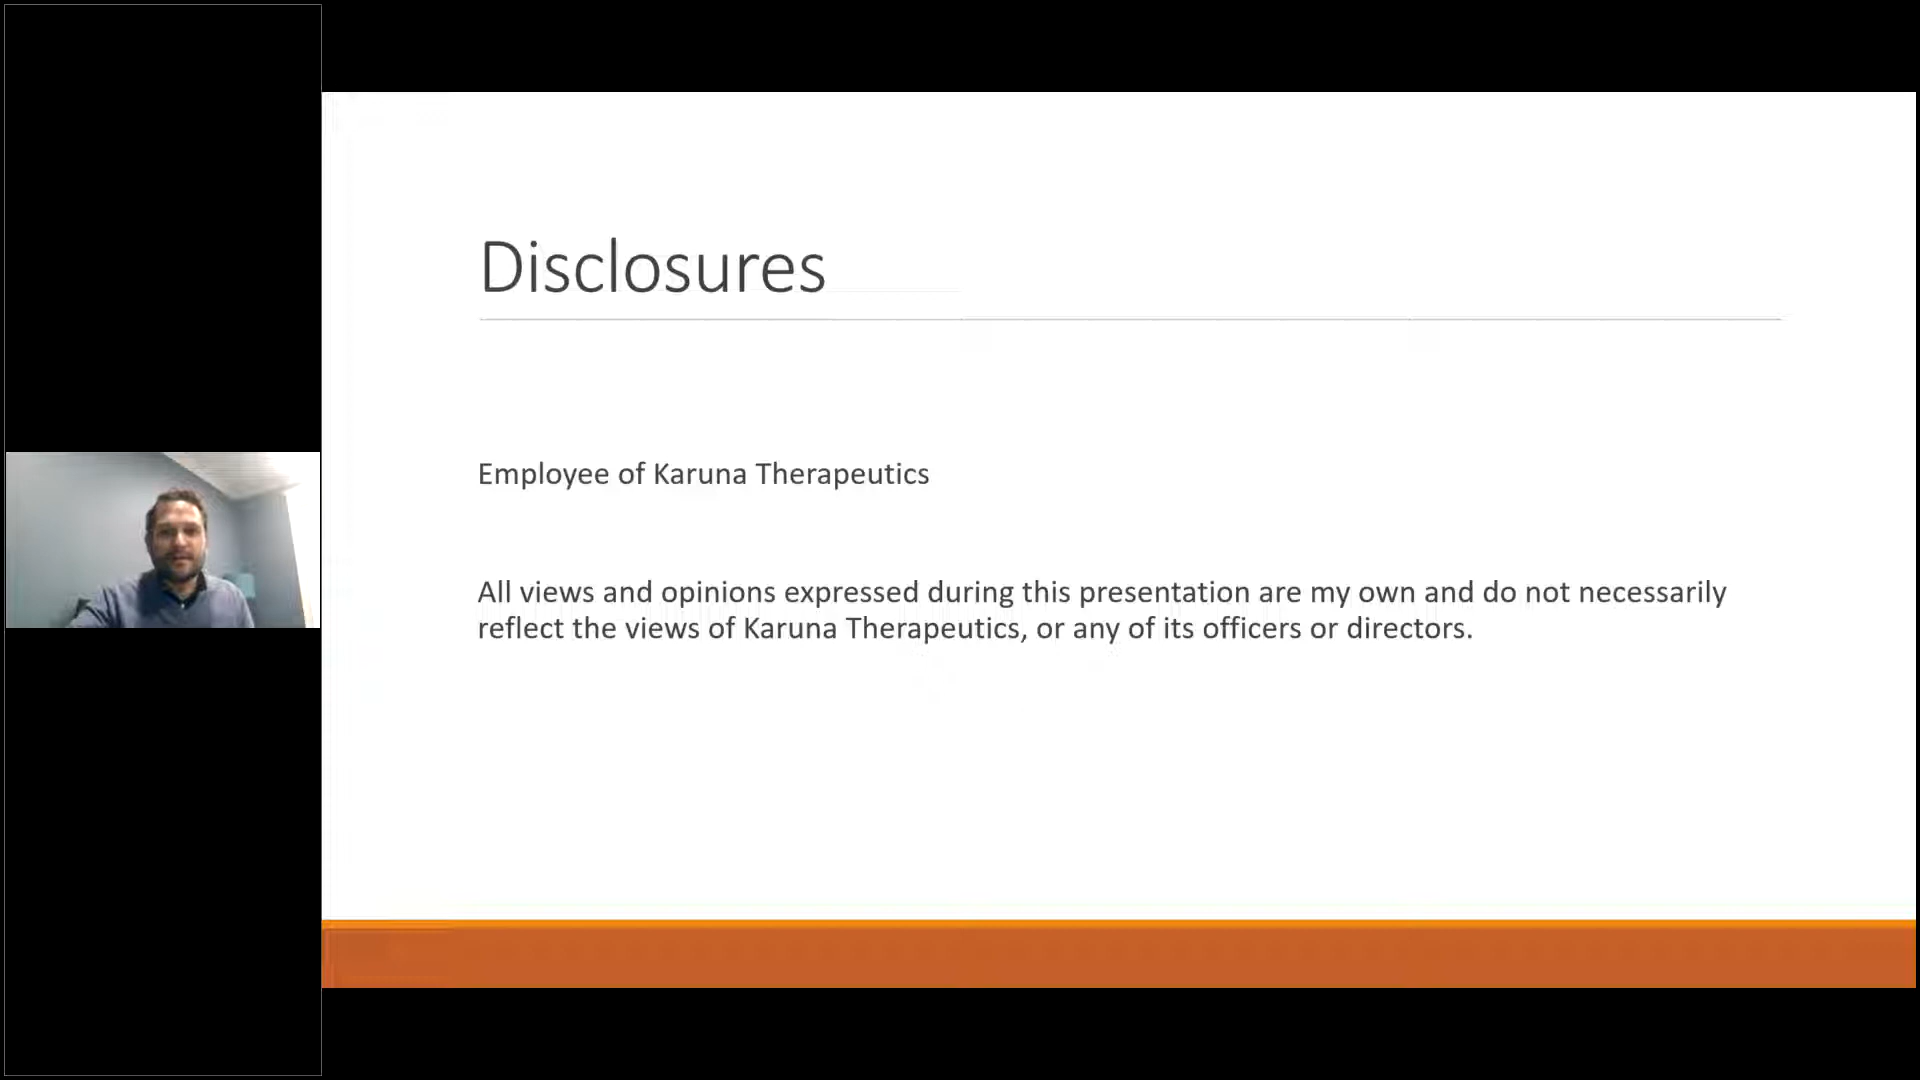 Disclosures
Employee of Karuna Therapeutics
All views and opinions expressed during this presentation are my own and do not necessarily
reflect the views of Karuna Therapeutics, or any of its officers or directors.